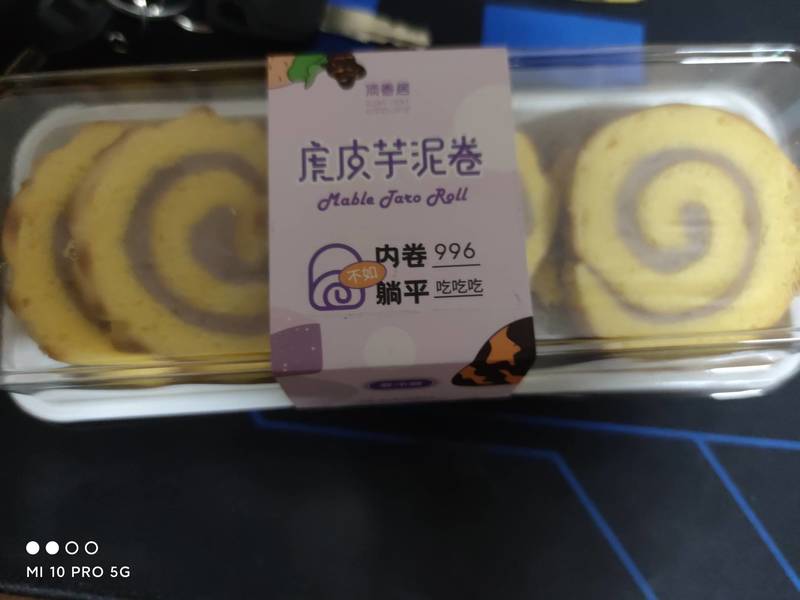 虎皮芋泥卷
Mable Taro Roll
内卷 996
不如
躺平 吃吃吃
MI 10 PRO 5G